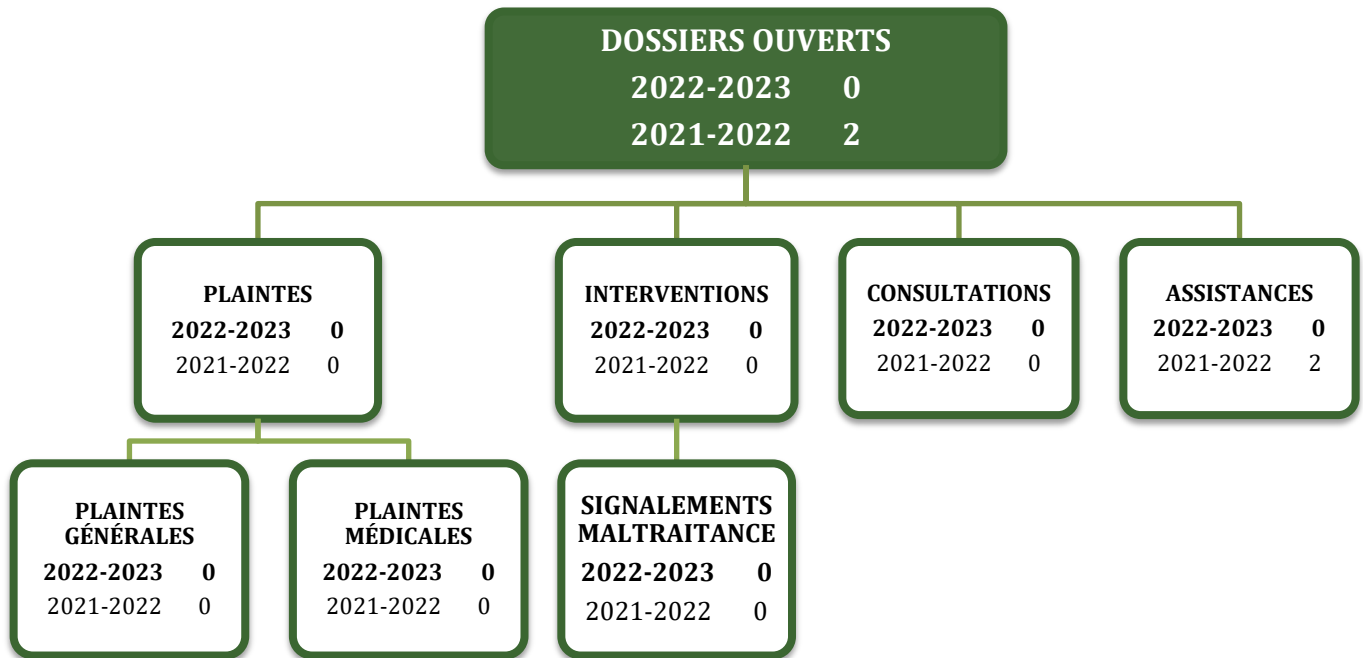 DOSSIERS OUVERTS
2022-2023 0
2021-2022 2
PLAINTES
2022-2023 0
2021-2022 0
INTERVENTIONS
2022-2023 0
2021-2022 0
CONSULTATIONS
2022-2023 0
2021-2022 0
ASSISTANCES
2022-2023 0
2021-2022 2
PLAINTES
GÉNÉRALES
2022-2023 0
2021-2022 0
PLAINTES
MÉDICALES
2022-2023 0
2021-2022 0
SIGNALEMENTS
MALTRAITANCE
2022-2023 0
2021-2022 0